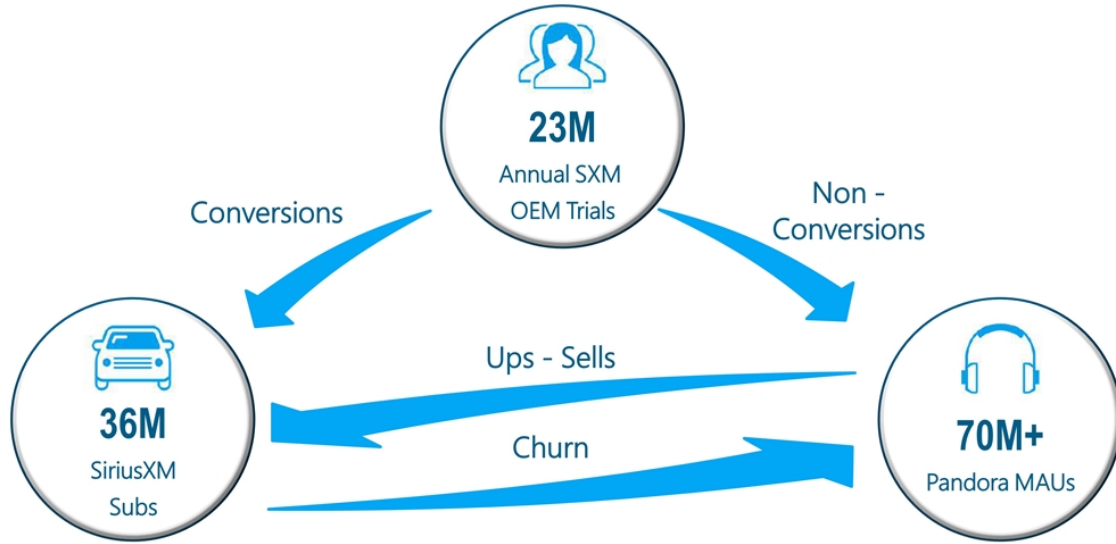 23M
Annual SXM
OEM Trials
Conversions
Non -
Conversions
Ups - Sells
Churn
36M
SiriusXM
Subs
70M+
Pandora MAUs